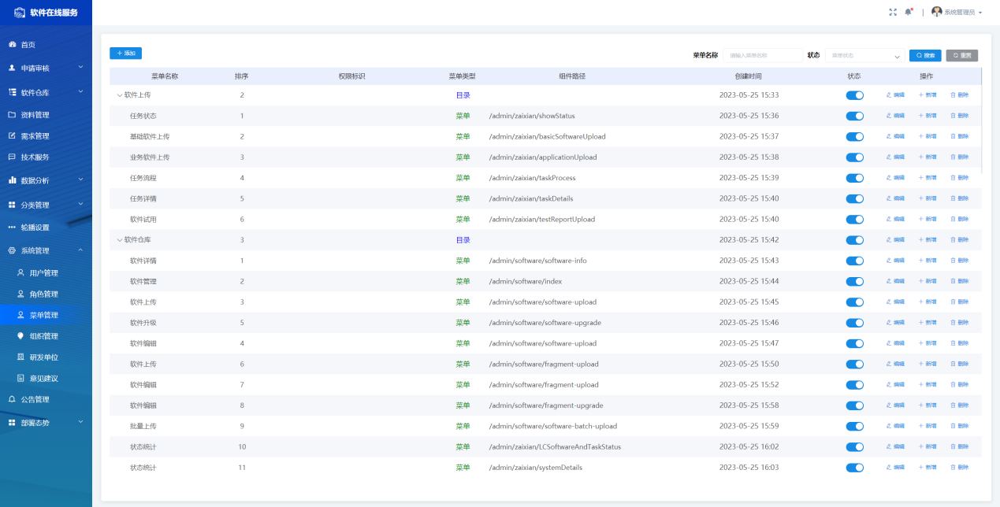 软件在线服务
系统管理员
首页
申请审核
软件仓库
资料管理
需求管理
技术服务
数据分析
分类管理
轮播设置
系统管理
用户管理
角色管理
菜单管理
组织管理
研发单位
意见建议
公告管理
部署态势
+ 添加
菜单名称 请输入菜单名称 状态 菜单状态 搜索 重置
菜单名称 排序 权限标识 菜单类型 组件路径 创建时间 状态 操作
软件上传 2 目录 2023-05-25 15:33 编辑 + 新增 删除
任务状态 1 菜单 /admin/zaixian/showStatus 2023-05-25 15:36 编辑 + 新增 删除
基础软件上传 2 菜单 /admin/zaixian/basicSoftwareUpload 2023-05-25 15:37 编辑 + 新增 删除
业务软件上传 3 菜单 /admin/zaixian/applicationUpload 2023-05-25 15:38 编辑 + 新增 删除
任务流程 4 菜单 /admin/zaixian/taskProcess 2023-05-25 15:39 编辑 + 新增 删除
任务详情 5 菜单 /admin/zaixian/taskDetails 2023-05-25 15:40 编辑 + 新增 删除
软件试用 6 菜单 /admin/zaixian/testReportUpload 2023-05-25 15:40 编辑 + 新增 删除
软件仓库 3 目录 2023-05-25 15:42 编辑 + 新增 删除
软件详情 1 菜单 /admin/software/software-info 2023-05-25 15:43 编辑 + 新增 删除
软件管理 2 菜单 /admin/software/index 2023-05-25 15:44 编辑 + 新增 删除
软件上传 3 菜单 /admin/software/software-upload 2023-05-25 15:45 编辑 + 新增 删除
软件升级 5 菜单 /admin/software/software-upgrade 2023-05-25 15:46 编辑 + 新增 删除
软件编辑 4 菜单 /admin/software/software-upload 2023-05-25 15:47 编辑 + 新增 删除
软件上传 6 菜单 /admin/software/fragment-upload 2023-05-25 15:50 编辑 + 新增 删除
软件编辑 7 菜单 /admin/software/fragment-upload 2023-05-25 15:52 编辑 + 新增 删除
软件编辑 8 菜单 /admin/software/fragment-upgrade 2023-05-25 15:58 编辑 + 新增 删除
批量上传 9 菜单 /admin/software/software-batch-upload 2023-05-25 15:59 编辑 + 新增 删除
状态统计 10 菜单 /admin/zaixian/LCSoftwareAndTaskStatus 2023-05-25 16:02 编辑 + 新增 删除
状态统计 11 菜单 /admin/zaixian/systemDetails 2023-05-25 16:03 编辑 + 新增 删除